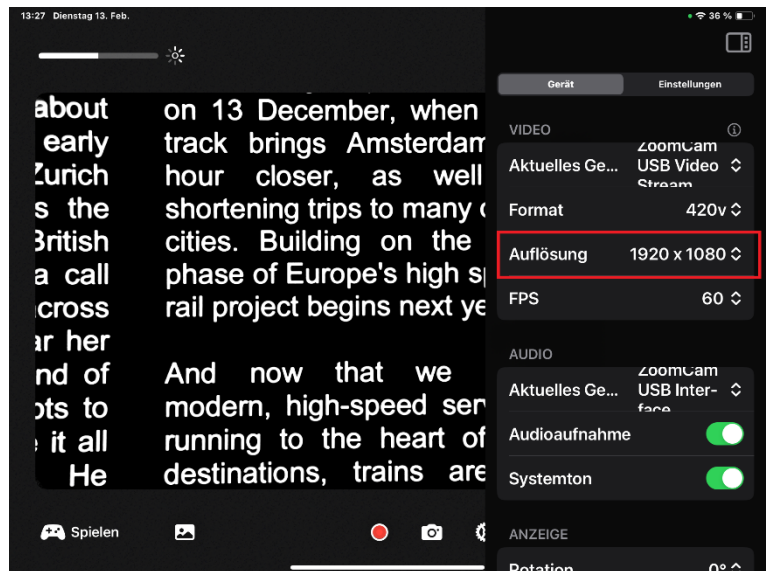 13:27 Dienstag 13. Feb.
36 %
about
early
Zurich
s the
British
a call
cross
ar her
nd of
ots to
it all
He
on 13 December, when
track brings Amsterdam
hour closer, as well
shortening trips to many
cities. Building on the
phase of Europe's high
rail project begins next
And now that we
modern, high-speed
running to the heart of
destinations, trains are
Spielen
Gerät
Einstellungen
VIDEO
Aktuelles Ge... ZoomCam
USB Video
Stream
Format 420v
Auflösung 1920 x 1080
FPS 60
AUDIO
Aktuelles Ge... ZoomCam
USB Inter-
face
Audioaufnahme
Systemton
ANZEIGE
Rotation 0°